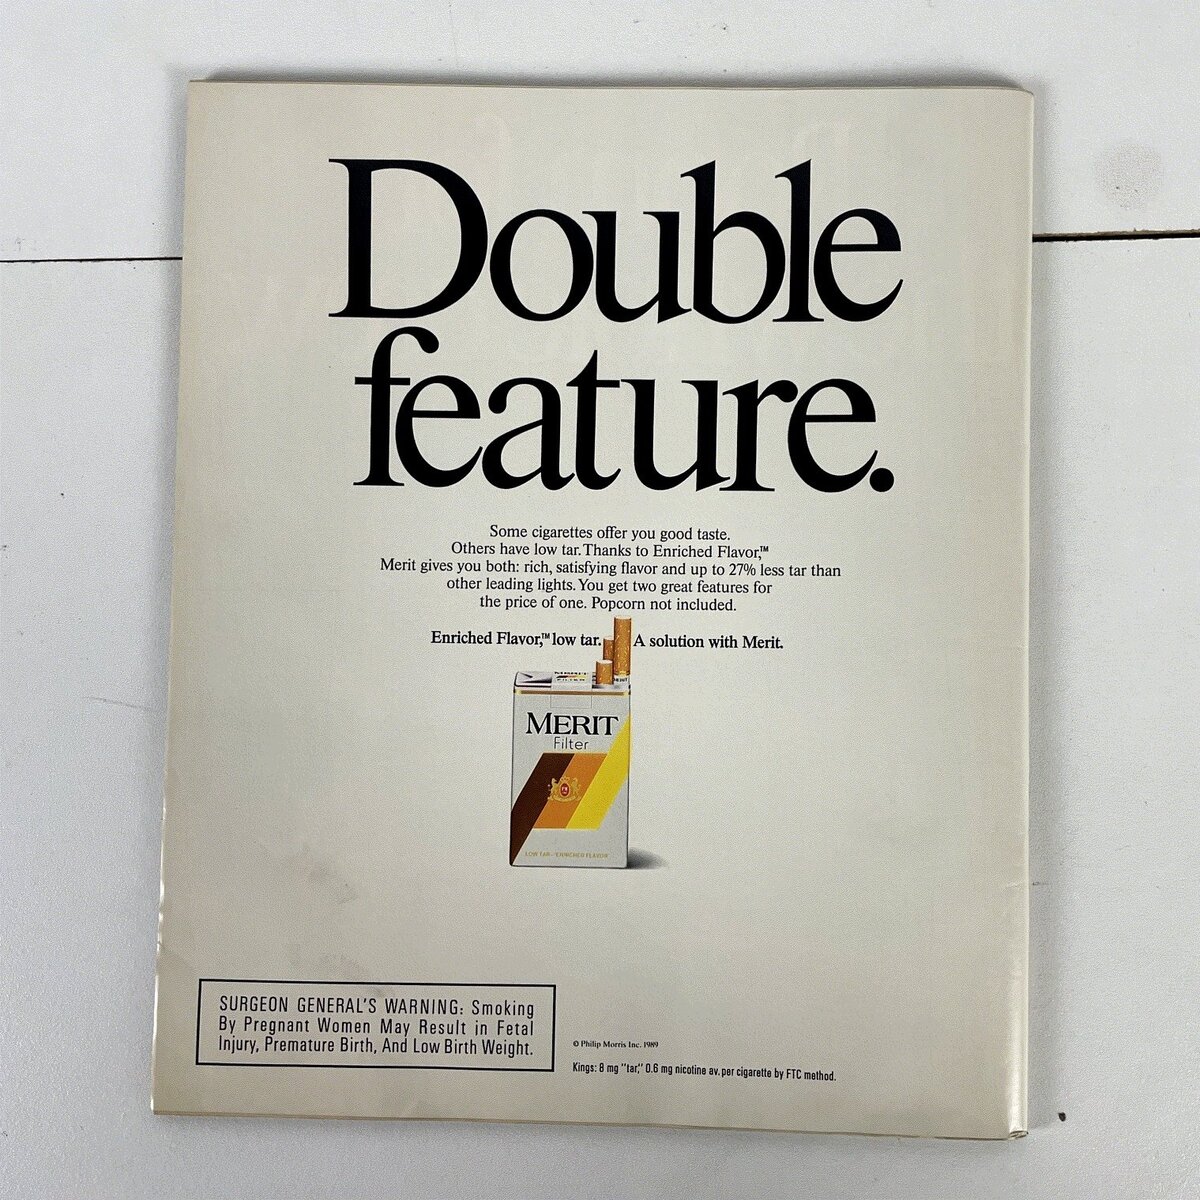 Double
feature.
Some cigarettes offer you good taste.
Others have low tar. Thanks to Enriched Flavor,™
Merit gives you both: rich, satisfying flavor and up to 27% less tar than
other leading lights. You get two great features for
the price of one. Popcorn not included.
Enriched Flavor,™ low tar. A solution with Merit.
MERIT
Filter
LOW TAR - ENRICHED FLAVOR
SURGEON GENERAL'S WARNING: Smoking
By Pregnant Women May Result in Fetal
Injury, Premature Birth, And Low Birth Weight.
© Philip Morris Inc. 1989
Kings: 8 mg "tar," 0.6 mg nicotine av. per cigarette by FTC method.